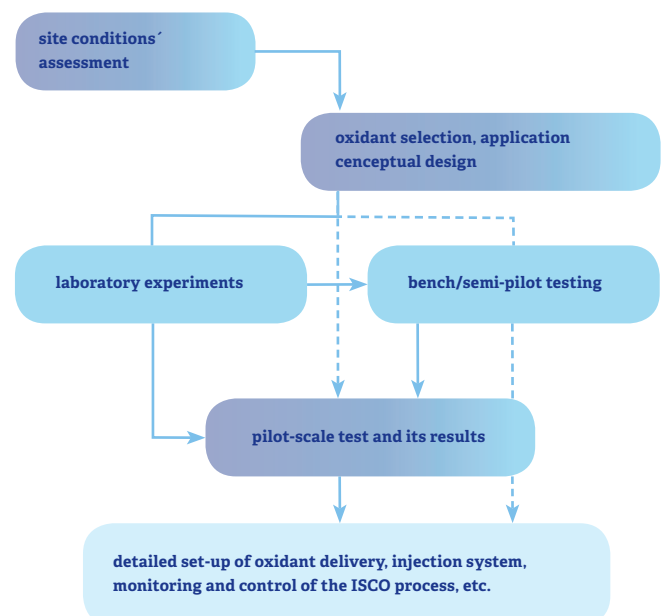 site conditions´
assessment
oxidant selection, application
cenceptual design
laboratory experiments
bench/semi-pilot testing
pilot-scale test and its results
detailed set-up of oxidant delivery, injection system,
monitoring and control of the ISCO process, etc.